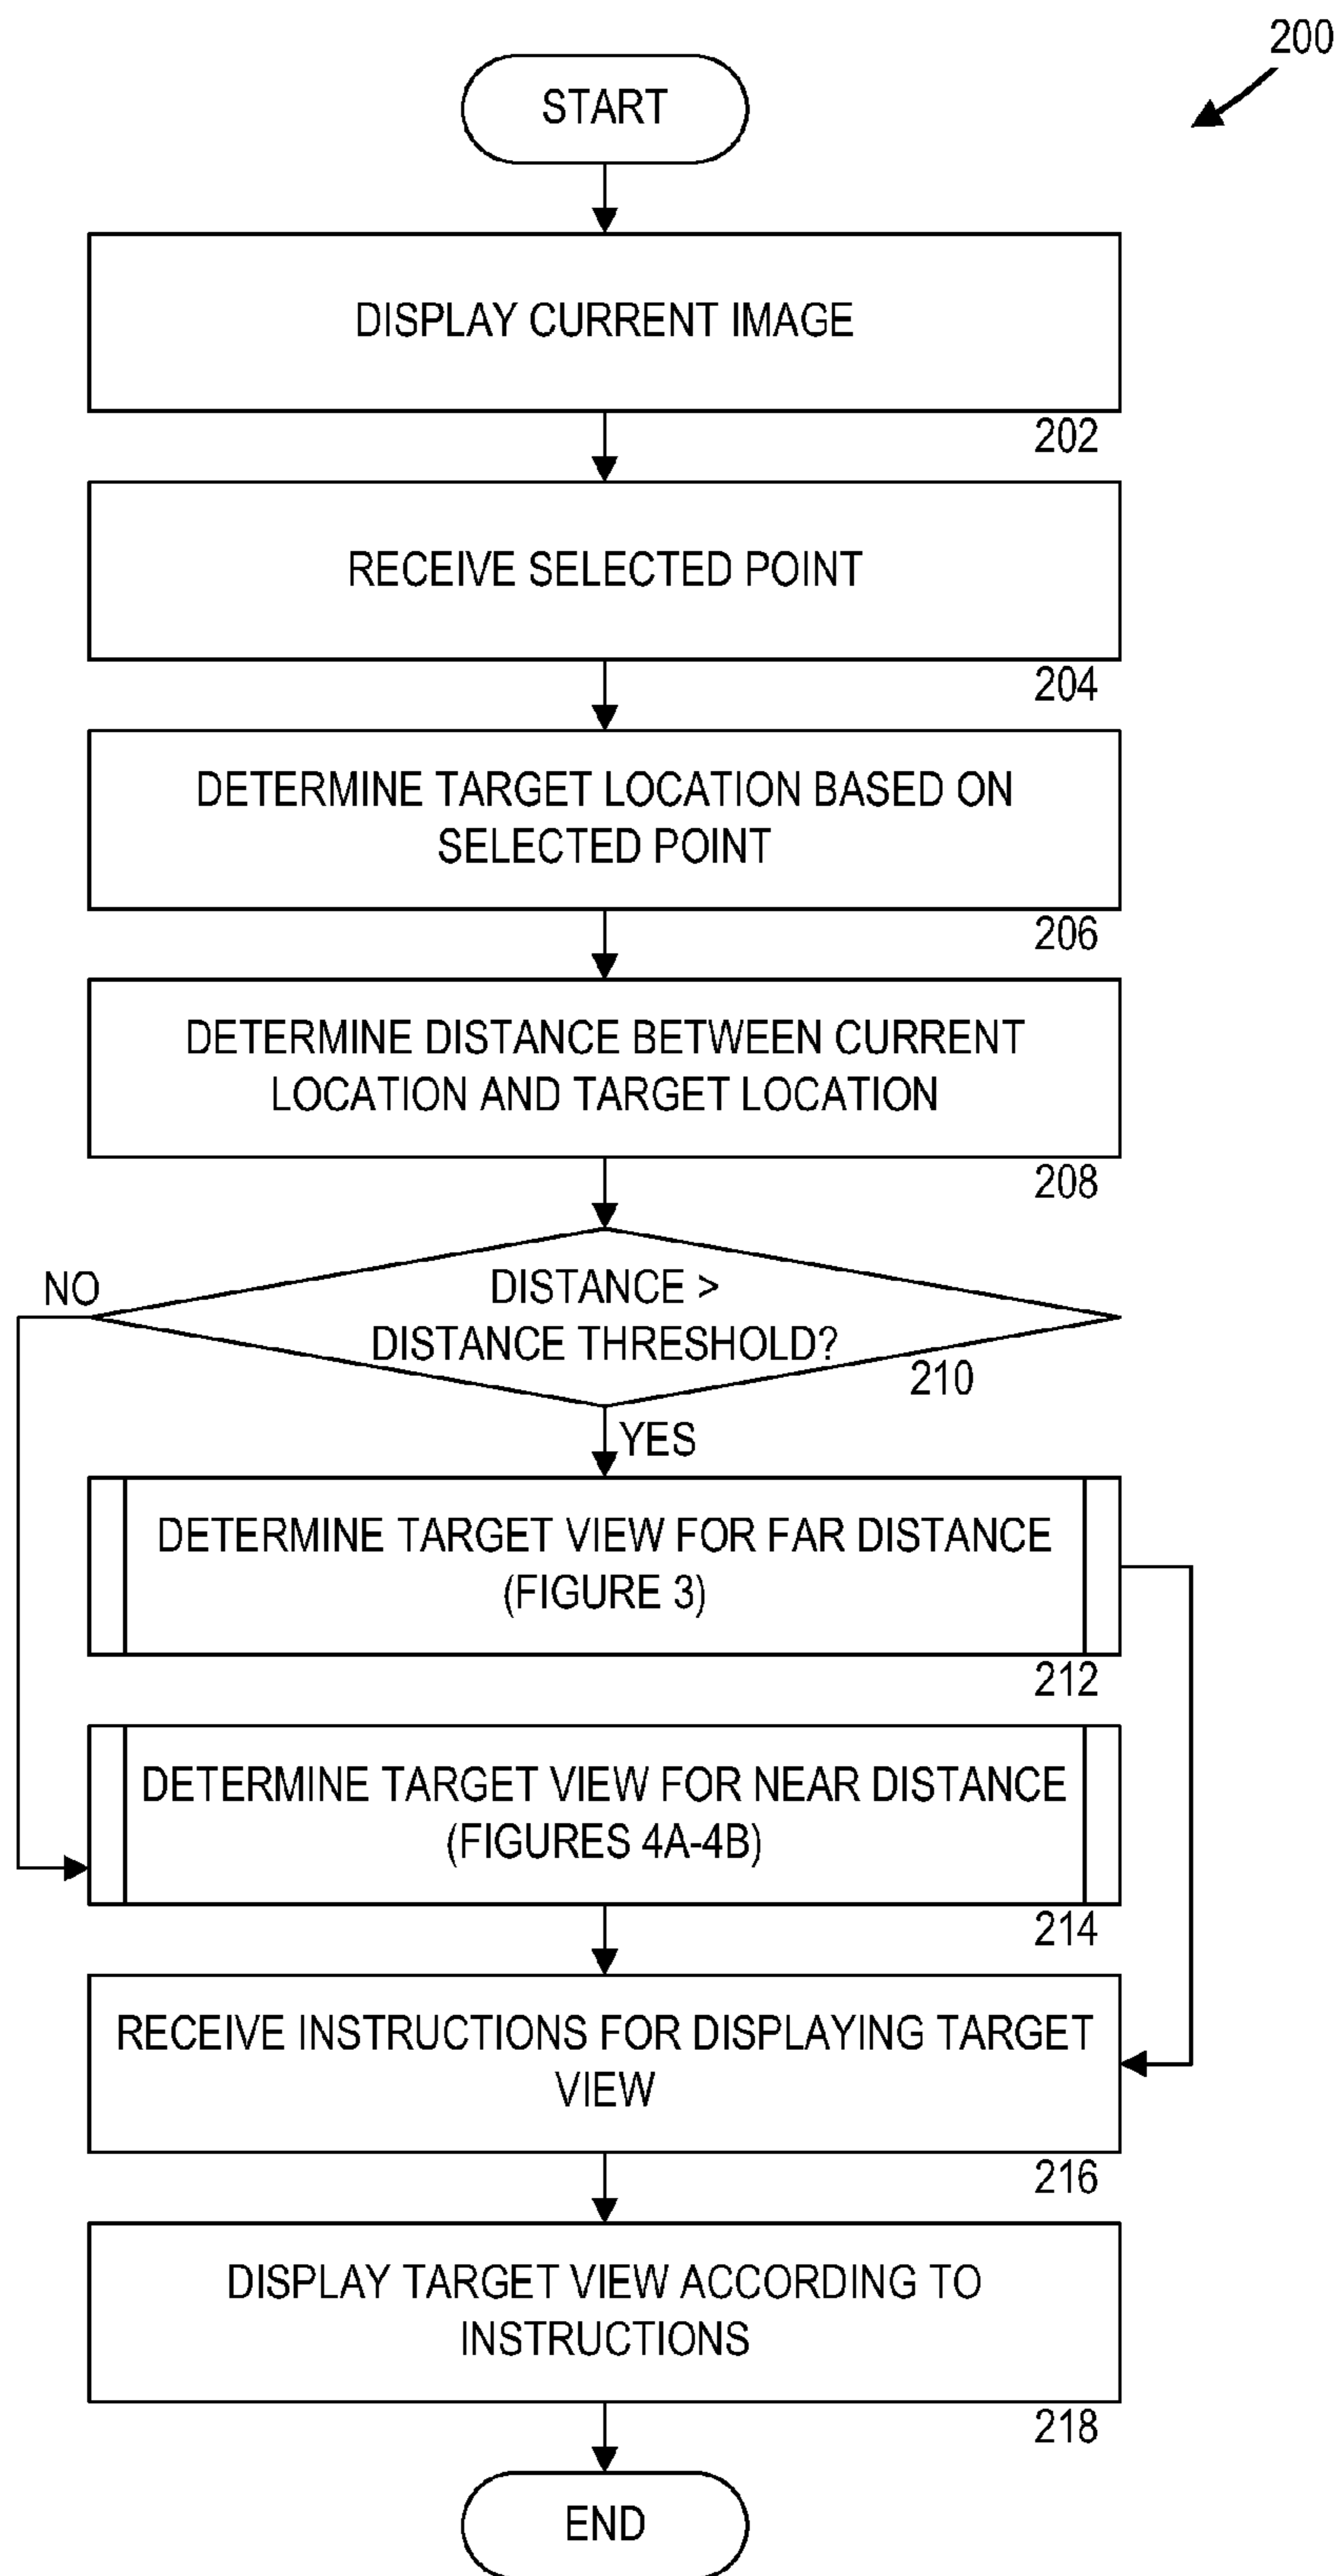 200
START
DISPLAY CURRENT IMAGE
202
RECEIVE SELECTED POINT
204
DETERMINE TARGET LOCATION BASED ON
SELECTED POINT
206
DETERMINE DISTANCE BETWEEN CURRENT
LOCATION AND TARGET LOCATION
208
NO
DISTANCE >
DISTANCE THRESHOLD?
210
YES
DETERMINE TARGET VIEW FOR FAR DISTANCE
(FIGURE 3)
212
DETERMINE TARGET VIEW FOR NEAR DISTANCE
(FIGURES 4A-4B)
214
RECEIVE INSTRUCTIONS FOR DISPLAYING TARGET
VIEW
216
DISPLAY TARGET VIEW ACCORDING TO
INSTRUCTIONS
218
END